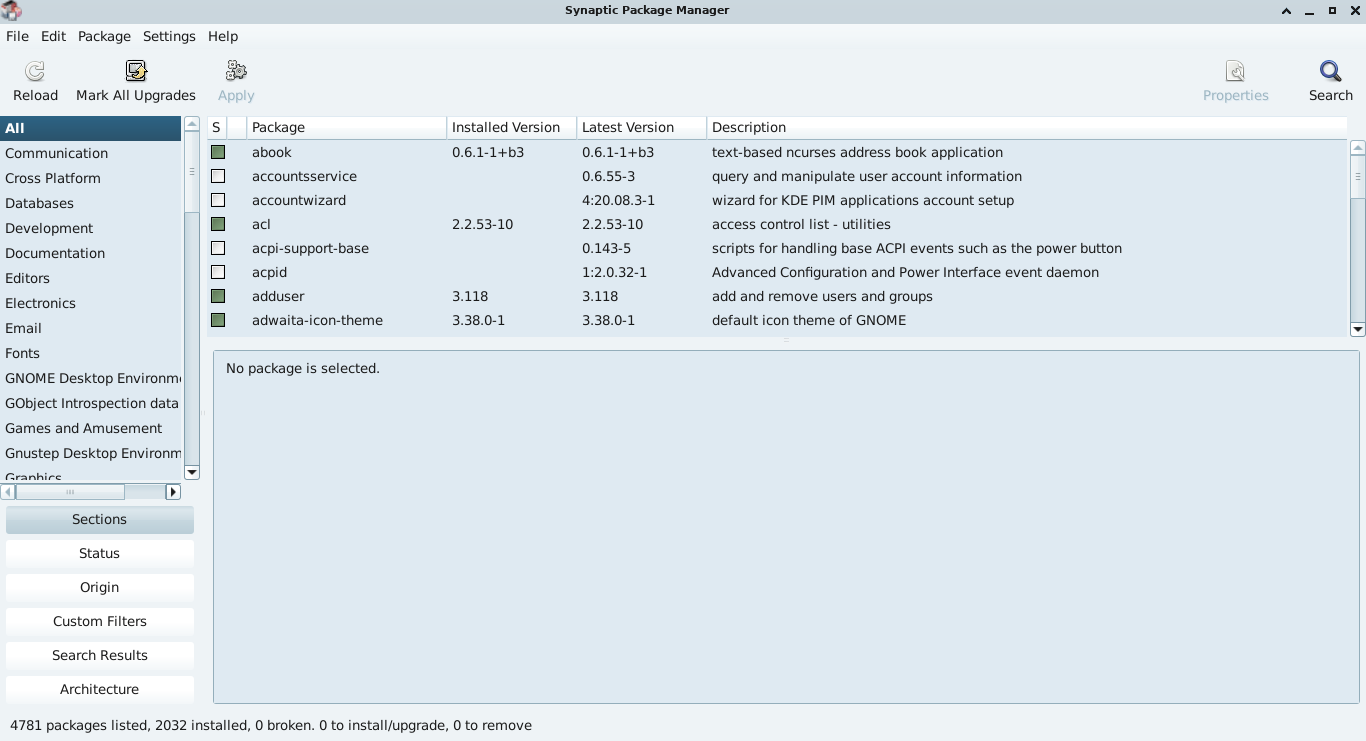 Synaptic Package Manager
File Edit Package Settings Help
Reload Mark All Upgrades Apply Properties Search
All
Communication
Cross Platform
Databases
Development
Documentation
Editors
Electronics
Email
Fonts
GNOME Desktop Environm
GObject Introspection data
Games and Amusement
Gnustep Desktop Environm
Graphics
Sections
Status
Origin
Custom Filters
Search Results
Architecture
S Package Installed Version Latest Version Description
abook 0.6.1-1+b3 0.6.1-1+b3 text-based ncurses address book application
accountsservice 0.6.55-3 query and manipulate user account information
accountwizard 4:20.08.3-1 wizard for KDE PIM applications account setup
acl 2.2.53-10 2.2.53-10 access control list - utilities
acpi-support-base 0.143-5 scripts for handling base ACPI events such as the power button
acpid 1:2.0.32-1 Advanced Configuration and Power Interface event daemon
adduser 3.118 3.118 add and remove users and groups
adwaita-icon-theme 3.38.0-1 3.38.0-1 default icon theme of GNOME
No package is selected.
4781 packages listed, 2032 installed, 0 broken. 0 to install/upgrade, 0 to remove